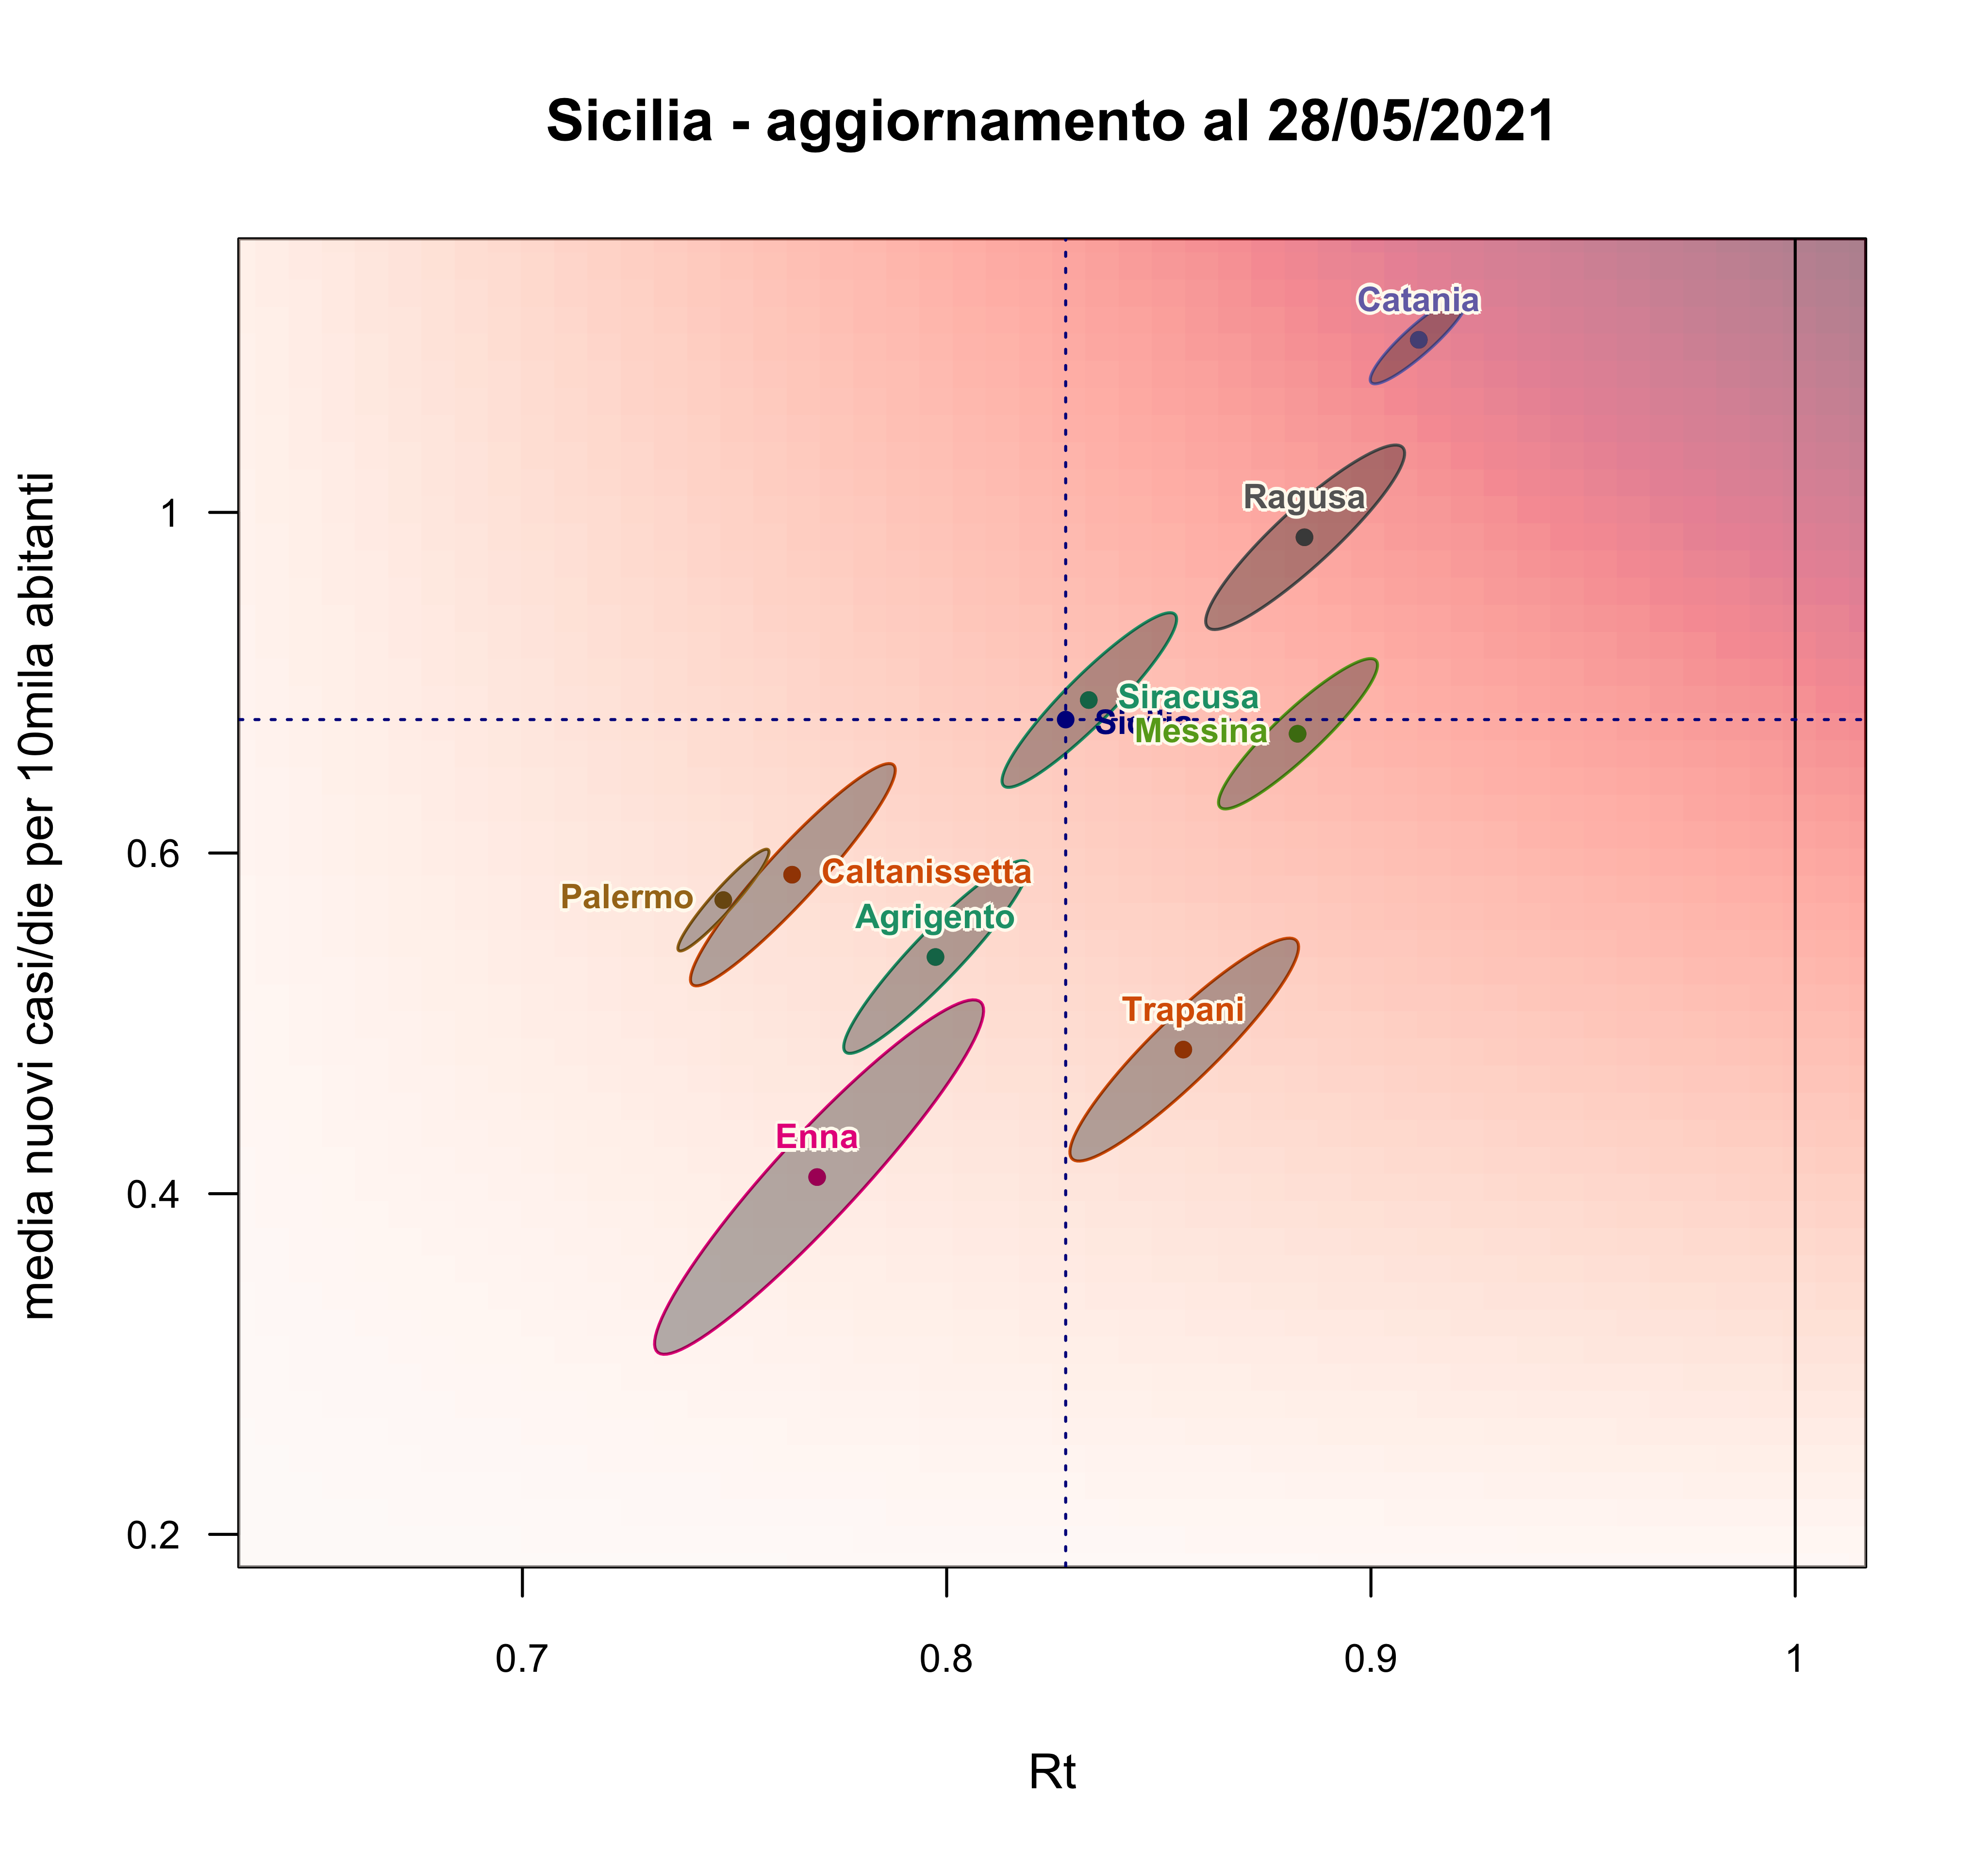 Sicilia - aggiornamento al 28/05/2021
media nuovi casi/die per 10mila abitanti
1
0.6
0.4
0.2
Catania
Ragusa
Siracusa
Messina
Caltanissetta
Palermo
Agrigento
Trapani
Enna
0.7
0.8
0.9
1
Rt